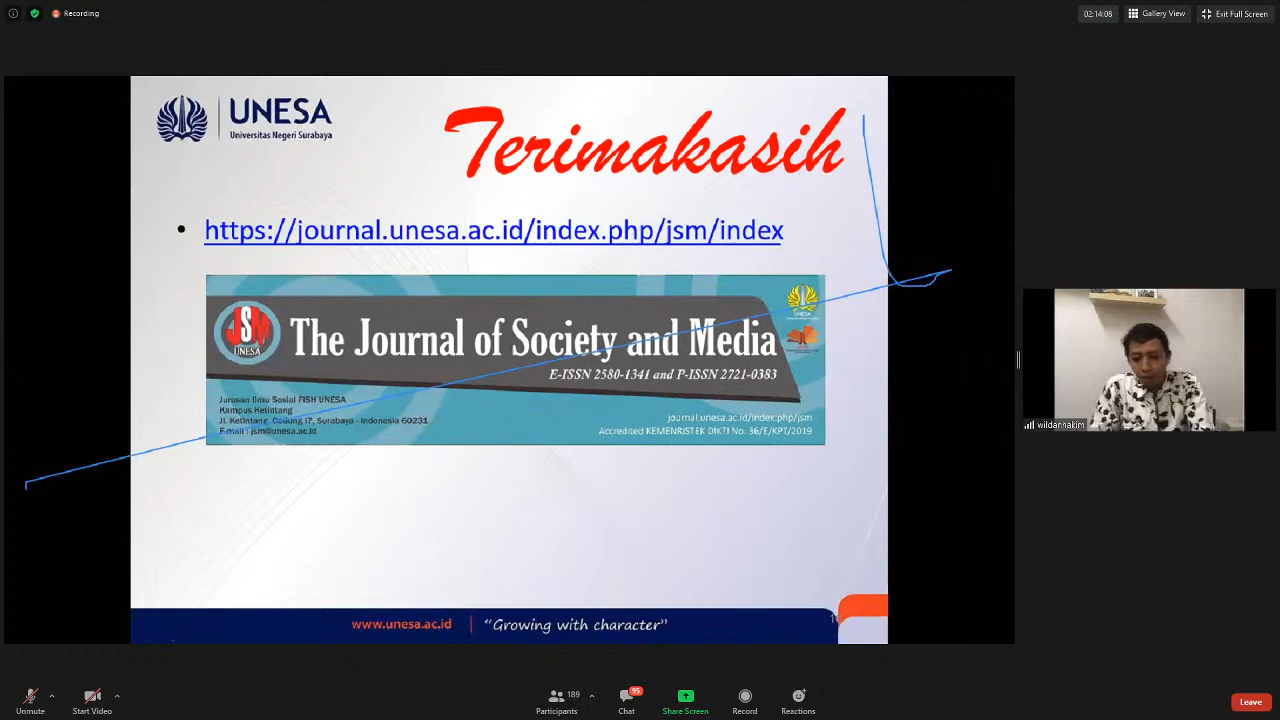 Recording
02:14:08
Gallery View
Exit Full Screen
UNESA
Universitas Negeri Surabaya
Terimakasih
• https://journal.unesa.ac.id/index.php/jsm/index
JSM
UNESA
The Journal of Society and Media
E-ISSN 2580-1341 and P-ISSN 2721-0383
Jurusan Ilmu Sosial FISH UNESA
Kampus Ketintang
Jl. Ketintang, Gedung I7, Surabaya - Indonesia 60231
E-mail : jsm@unesa.ac.id
journal.unesa.ac.id/index.php/jsm
Accredited KEMENRISTEK DIKTI No. 36/E/KPT/2019
www.unesa.ac.id
“Growing with character”
wildanhakim
Unmute
Start Video
189
Participants
95
Chat
Share Screen
Record
Reactions
Leave